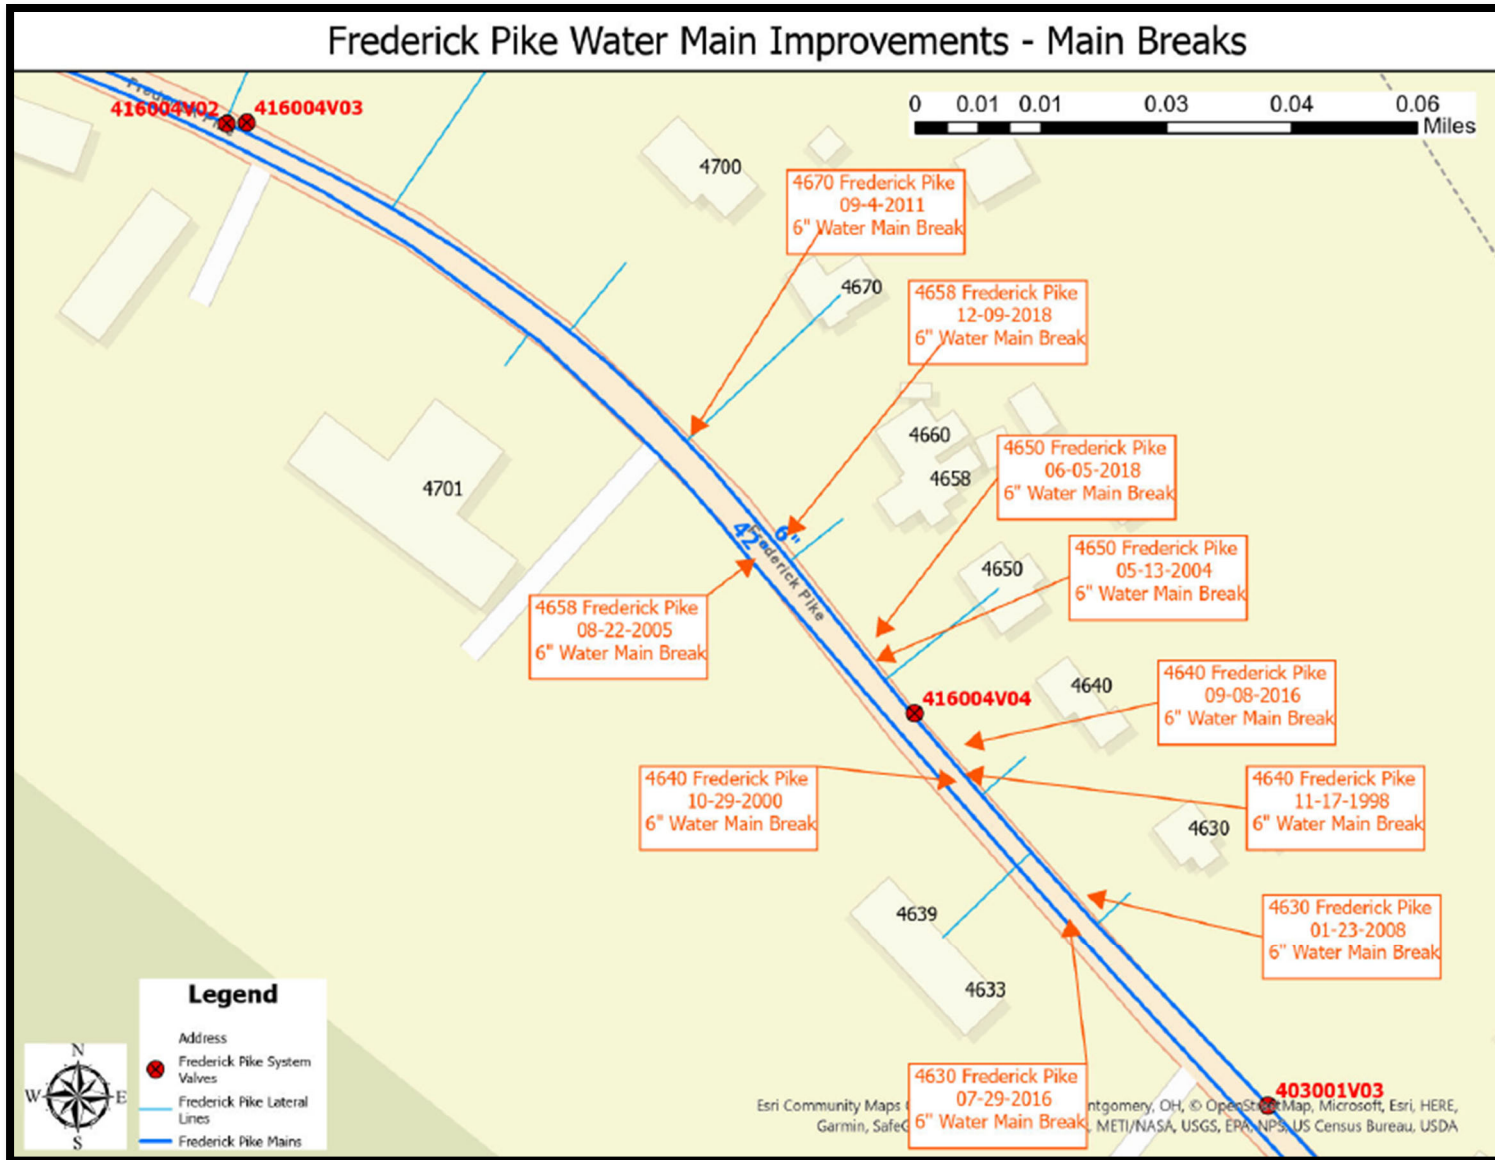 Frederick Pike Water Main Improvements - Main Breaks
416004V02
416004V03
0 0.01 0.01 0.03 0.04 0.06
Miles
4700
4670 Frederick Pike
09-4-2011
6" Water Main Break
4670
4658 Frederick Pike
12-09-2018
6" Water Main Break
4660
4658
4650 Frederick Pike
06-05-2018
6" Water Main Break
4701
42"
6"
Frederick Pike
4650
4650 Frederick Pike
05-13-2004
6" Water Main Break
4658 Frederick Pike
08-22-2005
6" Water Main Break
416004V04
4640
4640 Frederick Pike
09-08-2016
6" Water Main Break
4640 Frederick Pike
10-29-2000
6" Water Main Break
4640 Frederick Pike
11-17-1998
6" Water Main Break
4630
4639
4633
4630 Frederick Pike
01-23-2008
6" Water Main Break
4630 Frederick Pike
07-29-2016
6" Water Main Break
403001V03
Legend
Address
Frederick Pike System
Valves
Frederick Pike Lateral
Lines
Frederick Pike Mains
N
W E
S
Esri Community Maps OH, © OpenStreetMap, Microsoft, Esri, HERE,
Garmin, METI/NASA, USGS, EPA, NPS, US Census Bureau, USDA